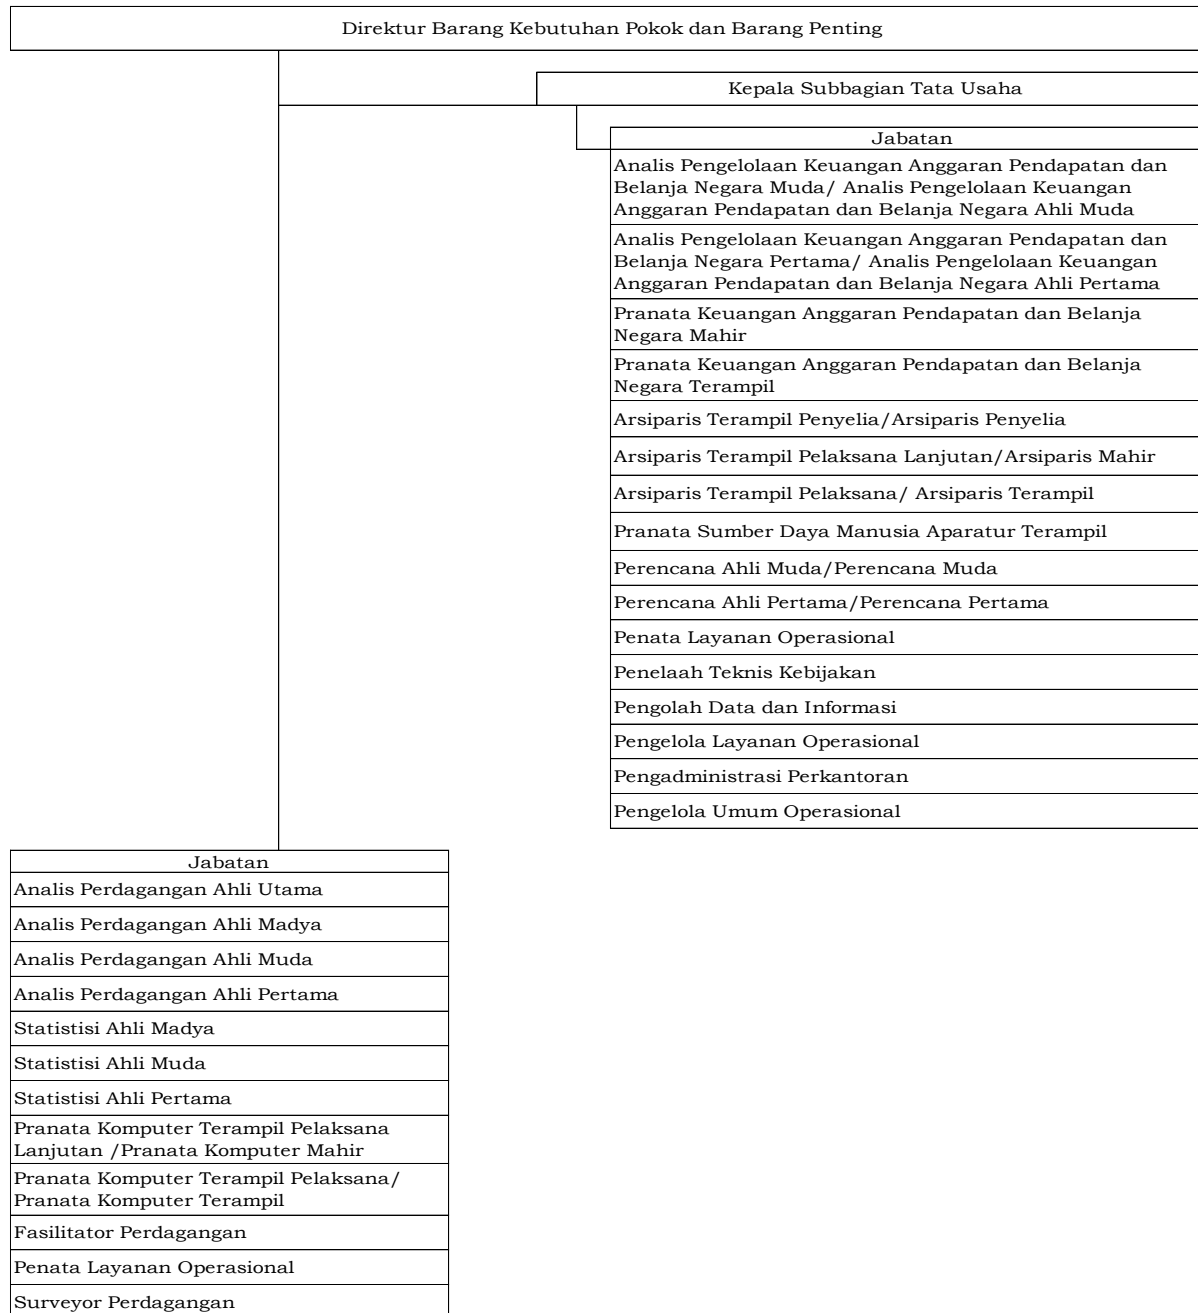 Direktur Barang Kebutuhan Pokok dan Barang Penting
Kepala Subbagian Tata Usaha
Jabatan
Analis Pengelolaan Keuangan Anggaran Pendapatan dan
Belanja Negara Muda/ Analis Pengelolaan Keuangan
Anggaran Pendapatan dan Belanja Negara Ahli Muda
Analis Pengelolaan Keuangan Anggaran Pendapatan dan
Belanja Negara Pertama/ Analis Pengelolaan Keuangan
Anggaran Pendapatan dan Belanja Negara Ahli Pertama
Pranata Keuangan Anggaran Pendapatan dan Belanja
Negara Mahir
Pranata Keuangan Anggaran Pendapatan dan Belanja
Negara Terampil
Arsiparis Terampil Penyelia/Arsiparis Penyelia
Arsiparis Terampil Pelaksana Lanjutan/Arsiparis Mahir
Arsiparis Terampil Pelaksana/ Arsiparis Terampil
Pranata Sumber Daya Manusia Aparatur Terampil
Perencana Ahli Muda/Perencana Muda
Perencana Ahli Pertama/Perencana Pertama
Penata Layanan Operasional
Penelaah Teknis Kebijakan
Pengolah Data dan Informasi
Pengelola Layanan Operasional
Pengadministrasi Perkantoran
Pengelola Umum Operasional
Jabatan
Analis Perdagangan Ahli Utama
Analis Perdagangan Ahli Madya
Analis Perdagangan Ahli Muda
Analis Perdagangan Ahli Pertama
Statistisi Ahli Madya
Statistisi Ahli Muda
Statistisi Ahli Pertama
Pranata Komputer Terampil Pelaksana
Lanjutan /Pranata Komputer Mahir
Pranata Komputer Terampil Pelaksana/
Pranata Komputer Terampil
Fasilitator Perdagangan
Penata Layanan Operasional
Surveyor Perdagangan